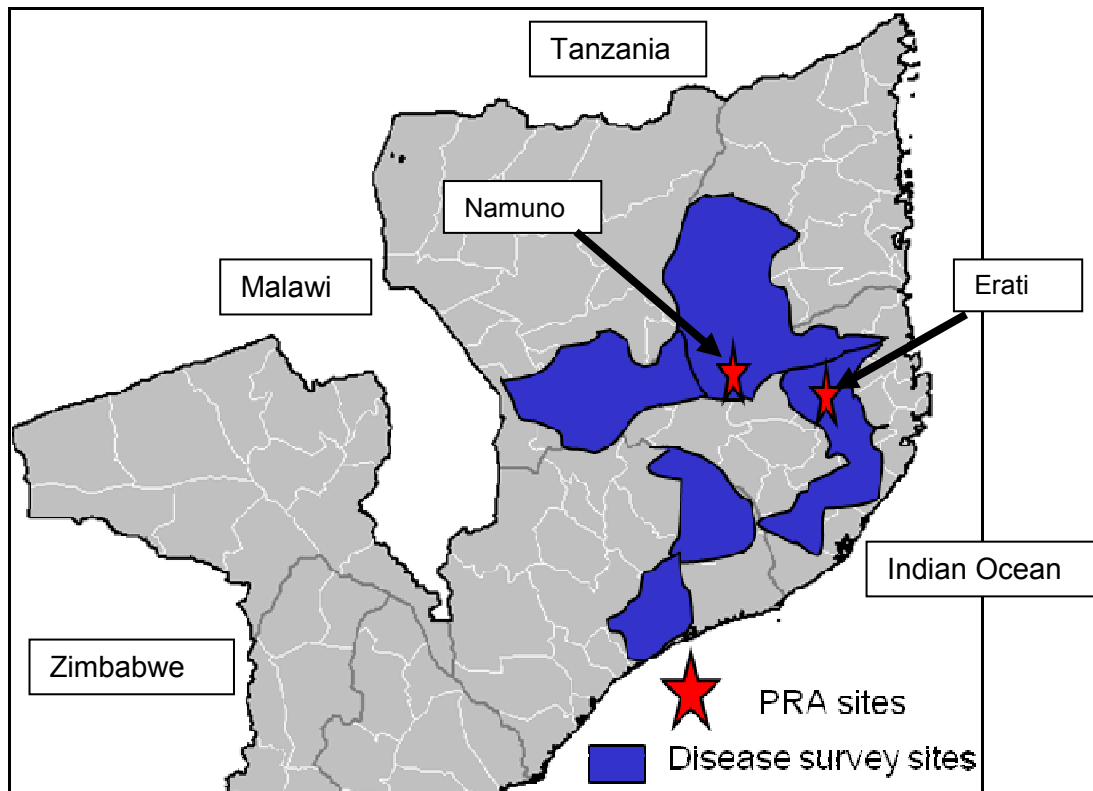 Tanzania
Namuno
Malawi
Erati
Indian Ocean
Zimbabwe
PRA sites
Disease survey sites